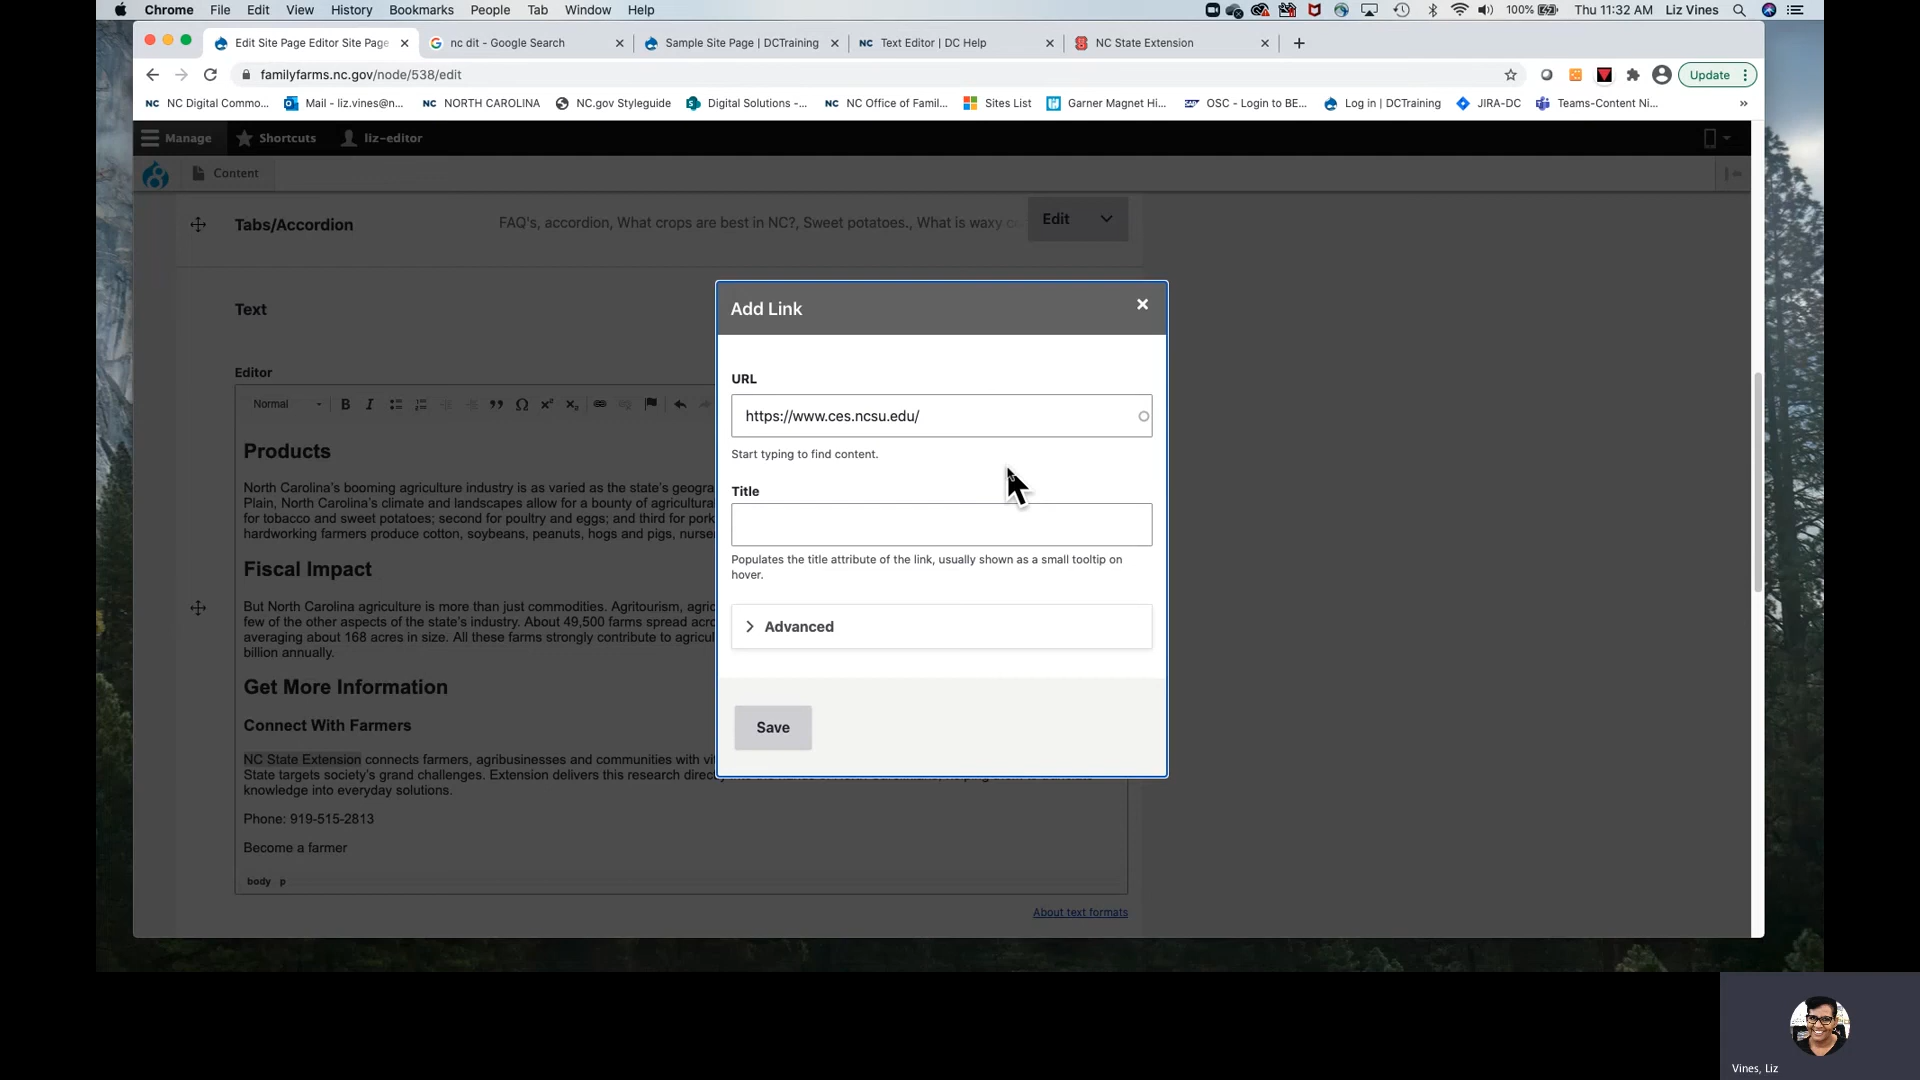 Chrome File Edit View History Bookmarks People Tab Window Help 100% Thu 11:32 AM Liz Vines
Edit Site Page Editor Site Page nc dit - Google Search Sample Site Page | DCTraining NC Text Editor | DC Help NC State Extension
familyfarms.nc.gov/node/538/edit Update
NC NC Digital Commo... Mail - liz.vines@n... NC NORTH CAROLINA NC.gov Styleguide Digital Solutions -... NC NC Office of Famil... Sites List Garner Magnet Hi... SAP OSC - Login to BE... Log in | DCTraining JIRA-DC Teams-Content Ni... »
Manage Shortcuts liz-editor
Content
Tabs/Accordion FAQ's, accordion, What crops are best in NC?, Sweet potatoes., What is waxy Edit
Text
Editor
Normal B I
Products
North Carolina's booming agriculture industry is as varied as the state's
Plain, North Carolina's climate and landscapes allow for a bounty of
for tobacco and sweet potatoes; second for poultry and eggs; and third for pork
hardworking farmers produce cotton, soybeans, peanuts, hogs and pigs,
Fiscal Impact
But North Carolina agriculture is more than just commodities. Agritourism,
few of the other aspects of the state's industry. About 49,500 farms spread
averaging about 168 acres in size. All these farms strongly contribute to
billion annually.
Get More Information
Connect With Farmers
NC State Extension connects farmers, agribusinesses and communities with
State targets society's grand challenges. Extension delivers this research
knowledge into everyday solutions.
Phone: 919-515-2813
Become a farmer
body p
About text formats
Add Link ×
URL
https://www.ces.ncsu.edu/
Start typing to find content.
Title
Populates the title attribute of the link, usually shown as a small tooltip on
hover.
Advanced
Save
Vines, Liz